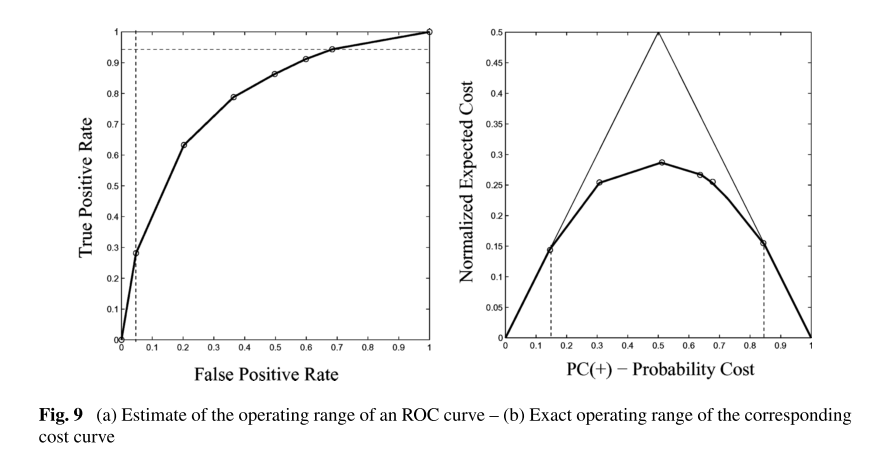 1
0.9
0.8
0.7
0.6
0.5
0.4
0.3
0.2
0.1
0
0 0.1 0.2 0.3 0.4 0.5 0.6 0.7 0.8 0.9 1
True Positive Rate
False Positive Rate
0.5
0.45
0.4
0.35
0.3
0.25
0.2
0.15
0.1
0.05
0
0 0.1 0.2 0.3 0.4 0.5 0.6 0.7 0.8 0.9 1
Normalized Expected Cost
PC(+) − Probability Cost
Fig. 9 (a) Estimate of the operating range of an ROC curve – (b) Exact operating range of the corresponding
cost curve